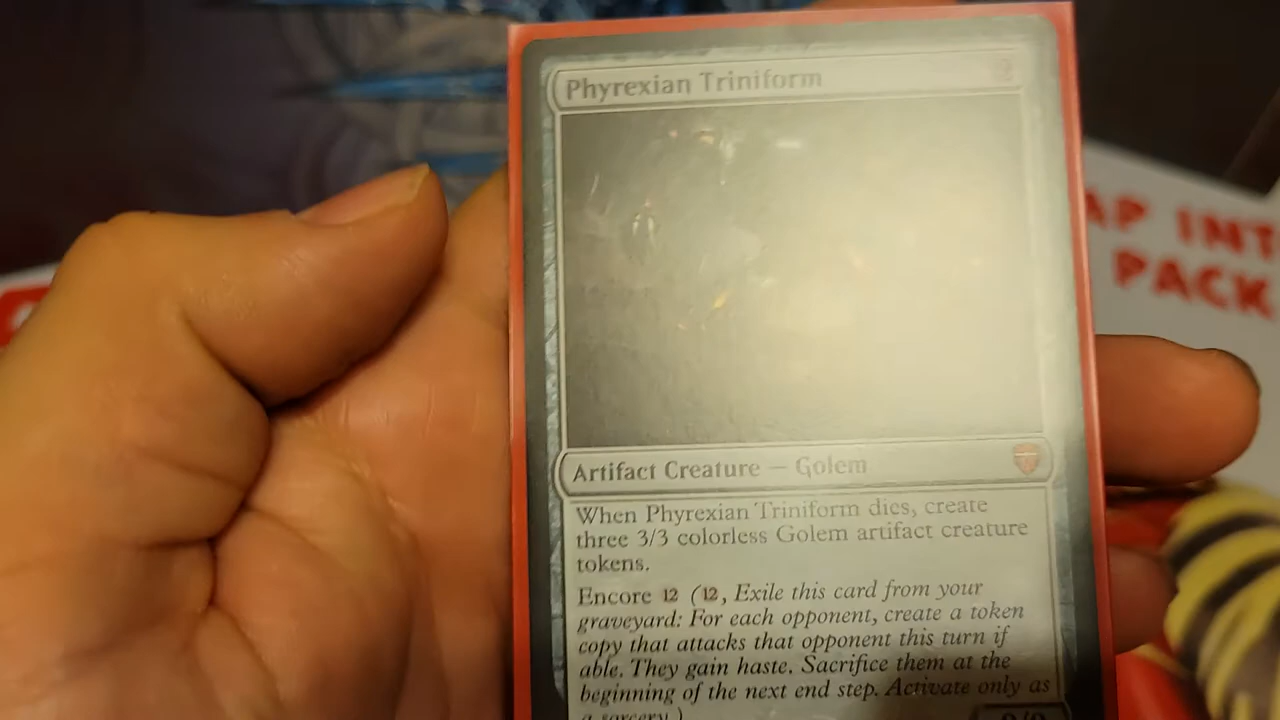 Phyrexian Triniform 9
Artifact Creature — Golem
When Phyrexian Triniform dies, create
three 3/3 colorless Golem artifact creature
tokens.
Encore 12 (12, Exile this card from your
graveyard: For each opponent, create a token
copy that attacks that opponent this turn if
able. They gain haste. Sacrifice them at the
beginning of the next end step. Activate only as
a sorcery.)
9/9
AP INT
PACK